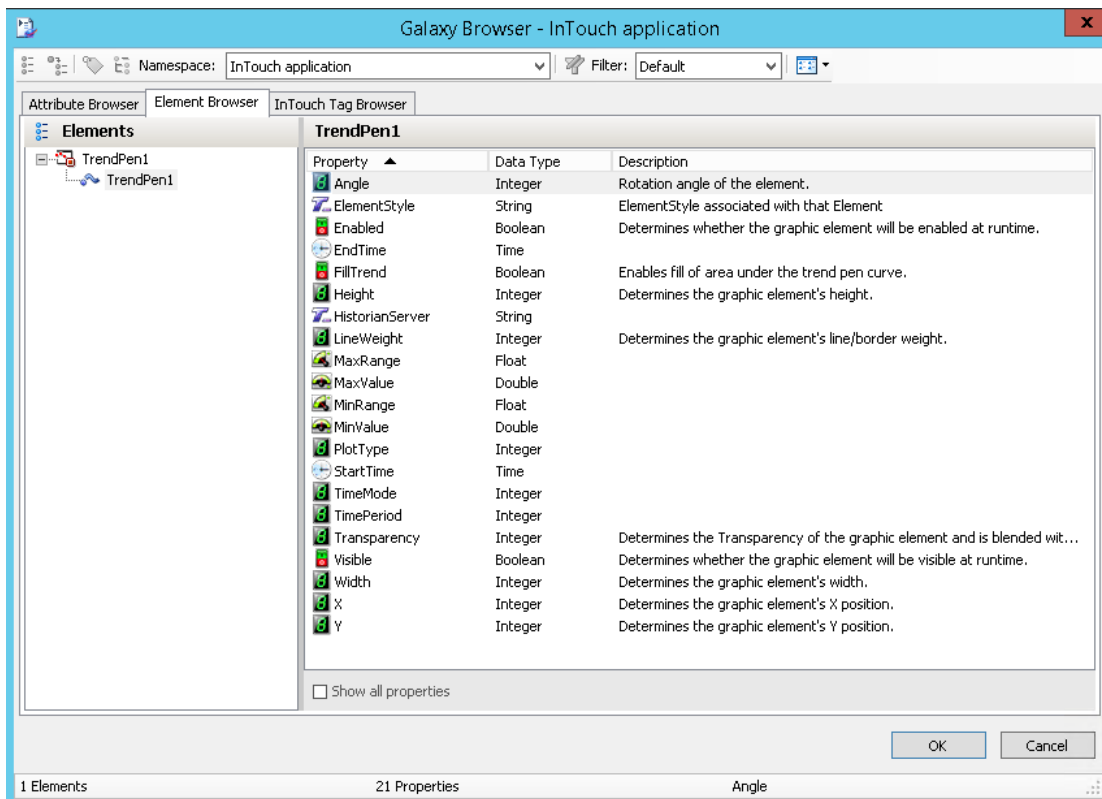 Galaxy Browser - InTouch application
x
Namespace: InTouch application Filter: Default
Attribute Browser Element Browser InTouch Tag Browser
Elements
TrendPen1
TrendPen1
TrendPen1
Property Data Type Description
Angle Integer Rotation angle of the element.
ElementStyle String ElementStyle associated with that Element
Enabled Boolean Determines whether the graphic element will be enabled at runtime.
EndTime Time
FillTrend Boolean Enables fill of area under the trend pen curve.
Height Integer Determines the graphic element's height.
HistorianServer String
LineWeight Integer Determines the graphic element's line/border weight.
MaxRange Float
MaxValue Double
MinRange Float
MinValue Double
PlotType Integer
StartTime Time
TimeMode Integer
TimePeriod Integer
Transparency Integer Determines the Transparency of the graphic element and is blended wit...
Visible Boolean Determines whether the graphic element will be visible at runtime.
Width Integer Determines the graphic element's width.
X Integer Determines the graphic element's X position.
Y Integer Determines the graphic element's Y position.
Show all properties
OK Cancel
1 Elements 21 Properties Angle